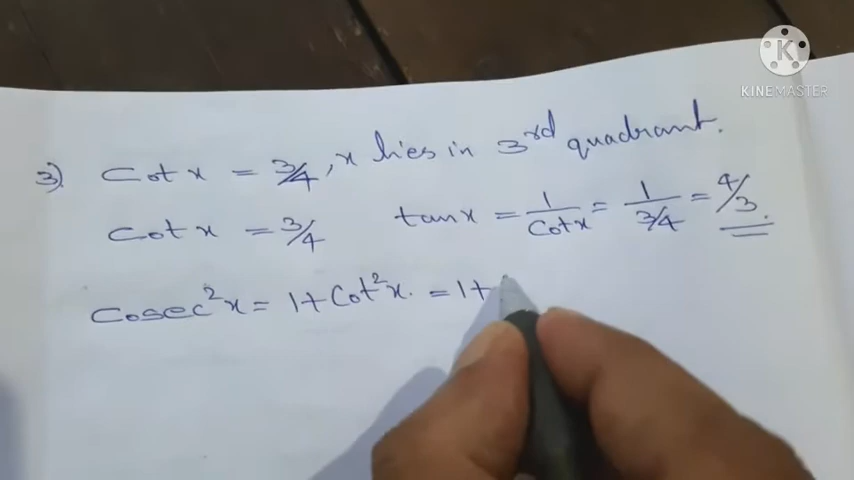 K
KINEMASTER
3) Cot x = 3/4, x lies in 3rd quadrant.
Cot x = 3/4 tan x = 1/Cot x = 1/(3/4) = 4/3.
Cosec²x = 1 + Cot²x. = 1 +